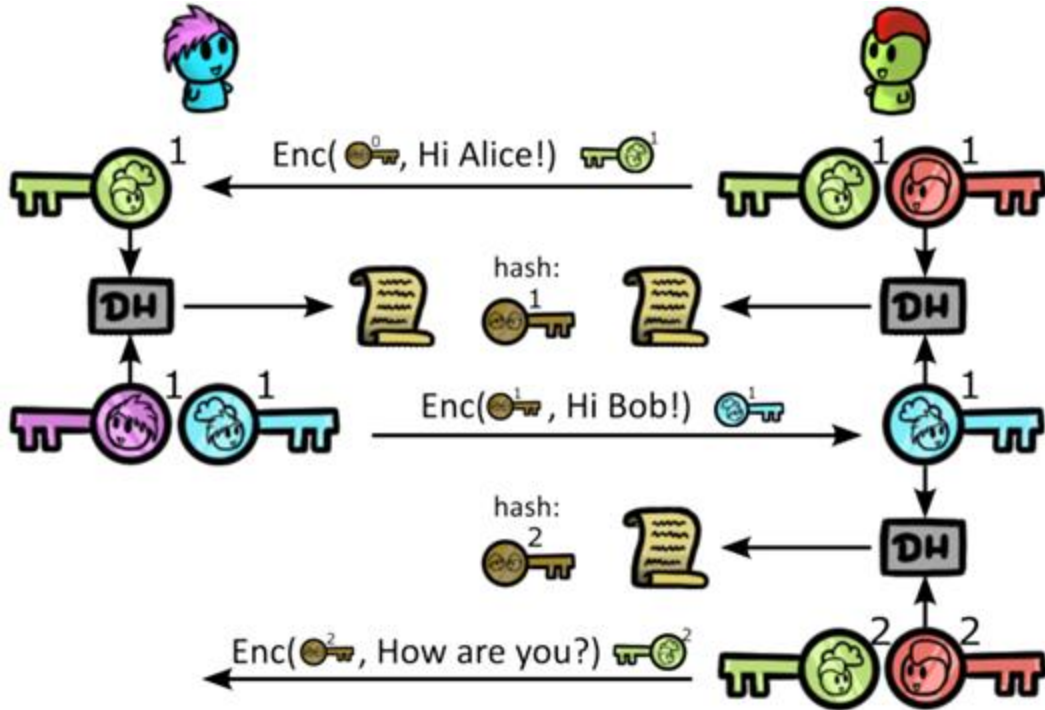 Enc( 0, Hi Alice!) 1
1
1 1
DH
hash:
1
DH
1 1
Enc( 1, Hi Bob!) 1
1
hash:
2
DH
Enc( 2, How are you?) 2
2 2